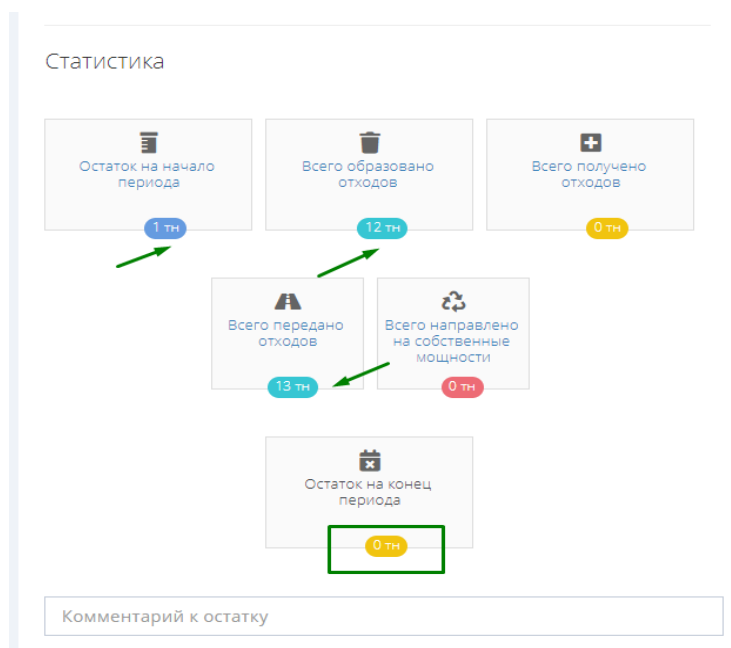 Статистика
Остаток на начало
периода
1 тн
Всего образовано
отходов
12 тн
Всего получено
отходов
0 тн
Всего передано
отходов
13 тн
Всего направлено
на собственные
мощности
0 тн
Остаток на конец
периода
0 тн
Комментарий к остатку